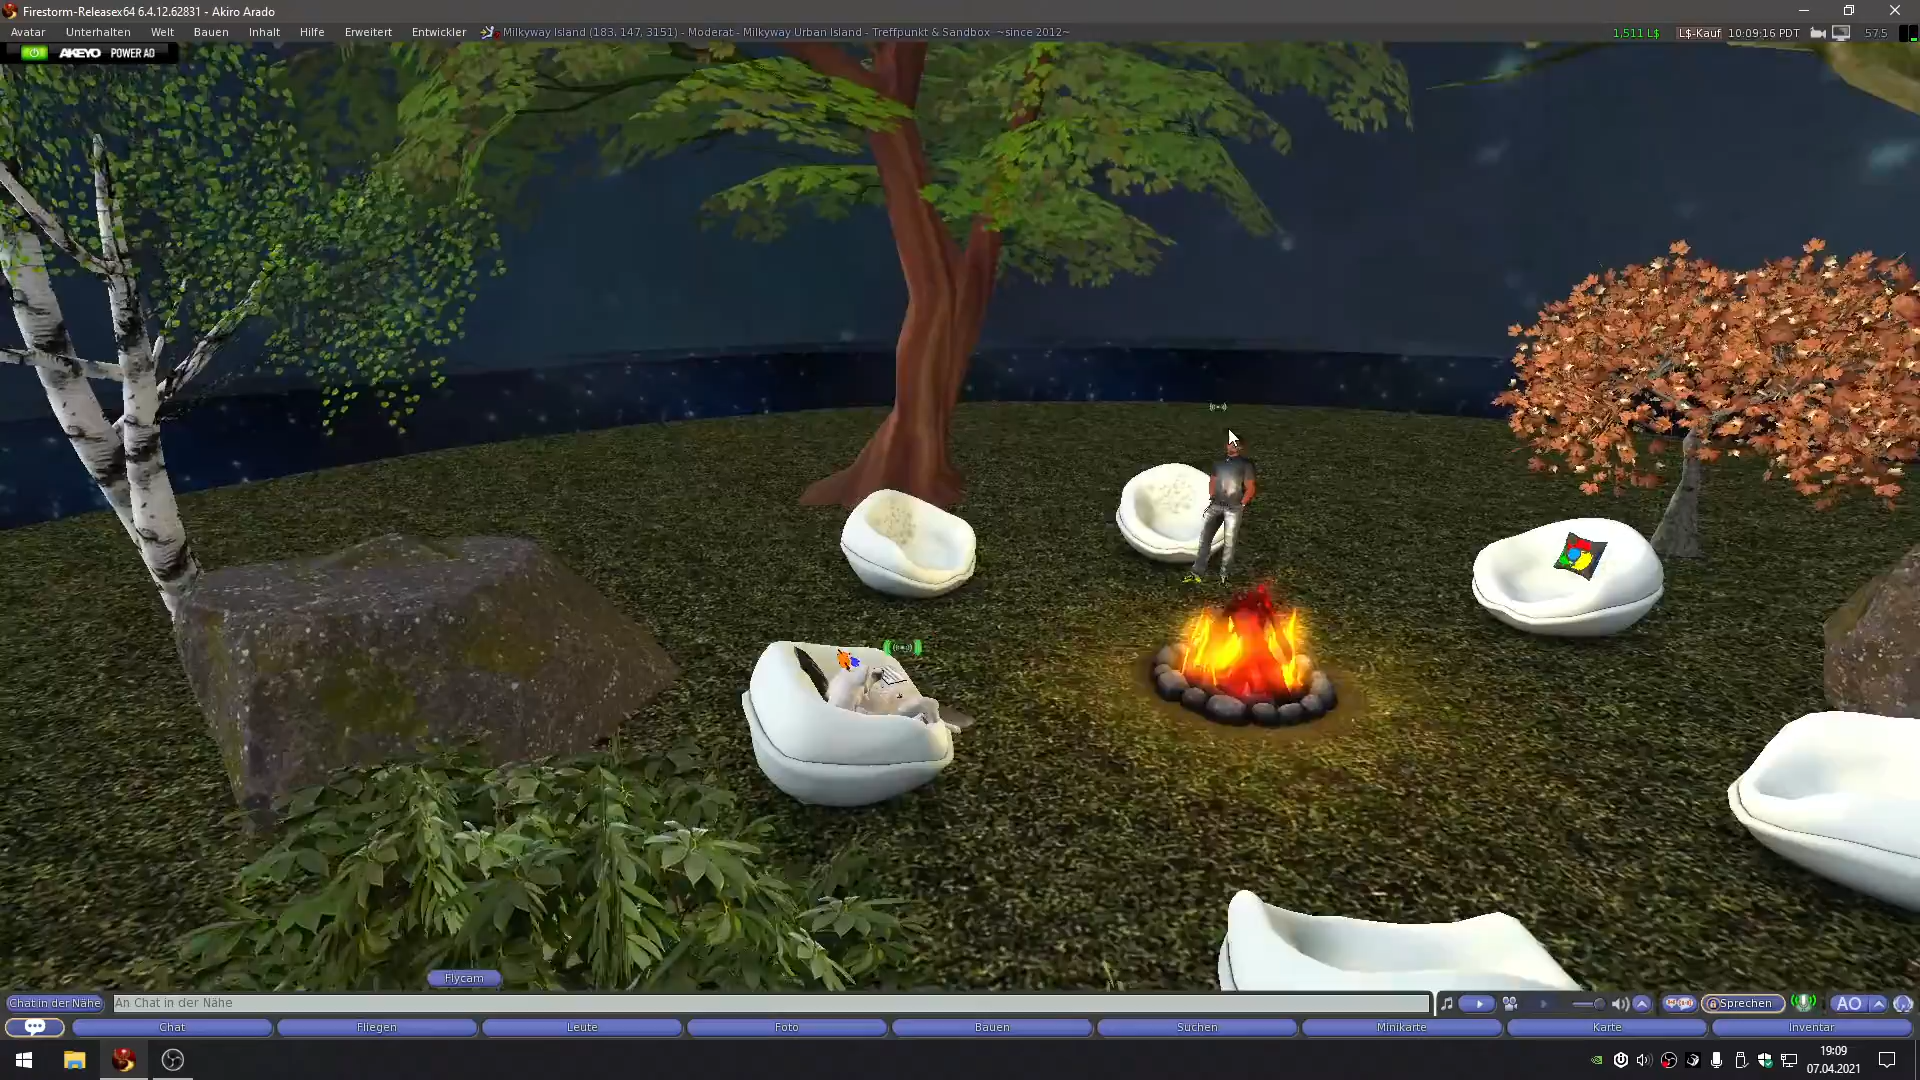 Firestorm-Releasex64 6.4.12.62831 - Akiro Arado
Avatar Unterhalten Welt Bauen Inhalt Hilfe Erweitert Entwickler Milkyway Island (183, 147, 3151) - Moderat - Milkyway Urban Island - Treffpunkt & Sandbox ~since 2012~ 1,511 L$ L$-Kauf 10:09:16 PDT 57.5
AKEYO POWER AO
Flycam
Chat in der Nähe An Chat in der Nähe Sprechen AO
Chat Fliegen Leute Foto Bauen Suchen Minikarte Karte Inventar
19:09
07.04.2021